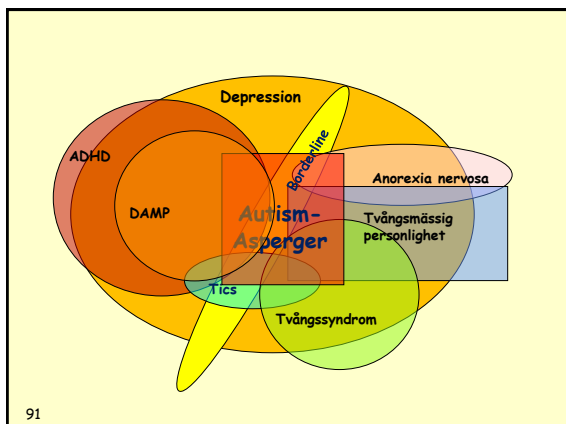 Depression
ADHD
Borderline
Anorexia nervosa
DAMP
Autism-
Asperger
Tvångsmässig
personlighet
Tics
Tvångssyndrom
91